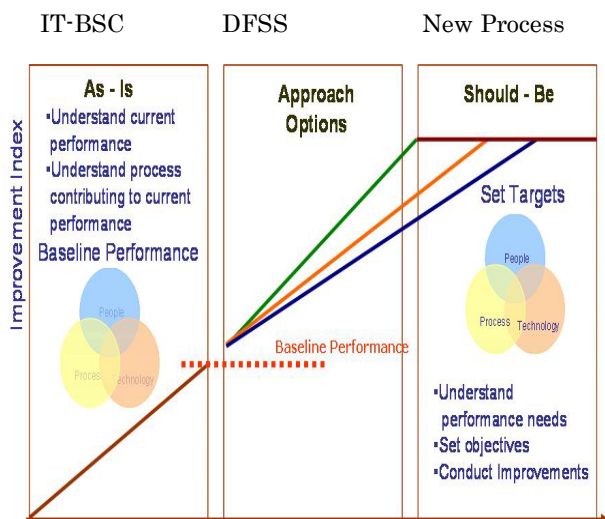 IT-BSC
DFSS
New Process
Improvement Index
As - Is
▪Understand current
performance
▪Understand process
contributing to current
performance
Baseline Performance
People
Process
Technology
Approach
Options
Baseline Performance
Should - Be
Set Targets
People
Process
Technology
▪Understand
performance needs
▪Set objectives
▪Conduct Improvements